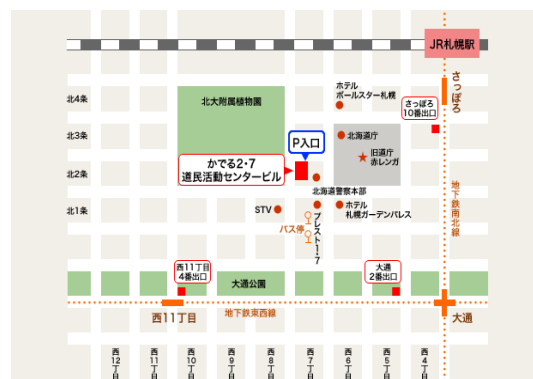 JR札幌駅
さっぽろ
ホテル
ポールスター札幌
さっぽろ
10番出口
北4条
北大附属植物園
北3条
北海道庁
P入口
旧道庁
赤レンガ
かでる2・7
道民活動センタービル
北2条
北海道警察本部
地下鉄南北線
北1条
STV
プレスト1・7
ホテル
札幌ガーデンパレス
バス停
西11丁目
4番出口
大通公園
大通
2番出口
西11丁目
地下鉄東西線
大通
西12丁目
西11丁目
西10丁目
西9丁目
西8丁目
西7丁目
西6丁目
西5丁目
西4丁目